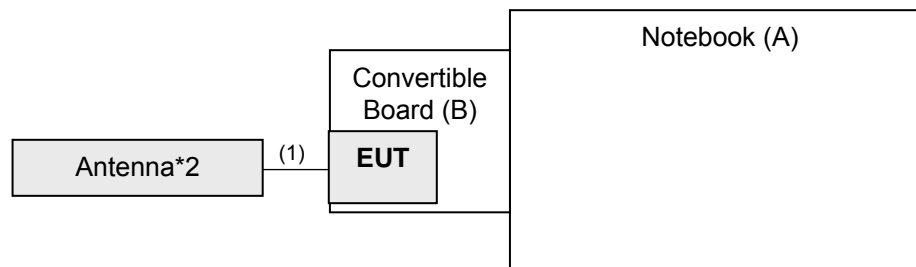 Notebook (A)
Convertible
Board (B)
EUT
(1)
Antenna*2